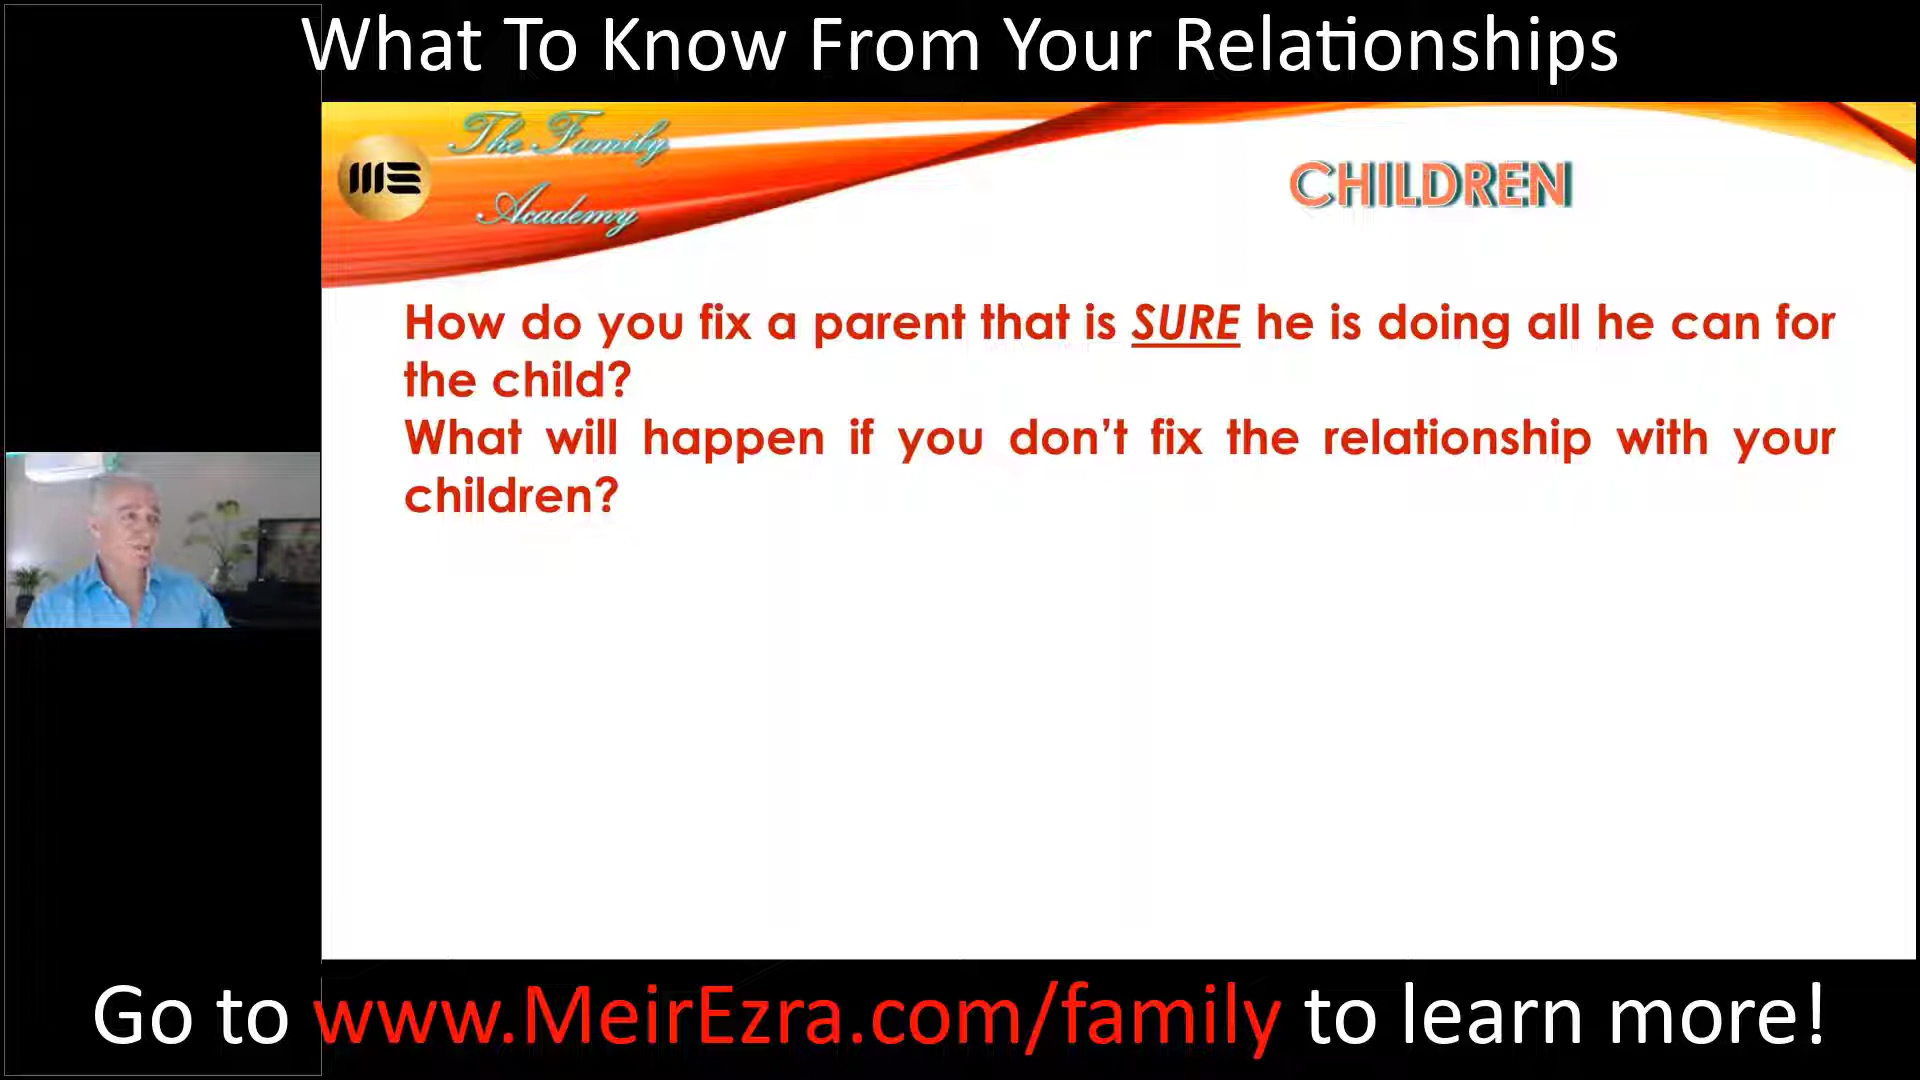 What To Know From Your Relationships
The Family
Academy
ME
CHILDREN
How do you fix a parent that is SURE he is doing all he can for
the child?
What will happen if you don’t fix the relationship with your
children?
Go to www.MeirEzra.com/family to learn more!